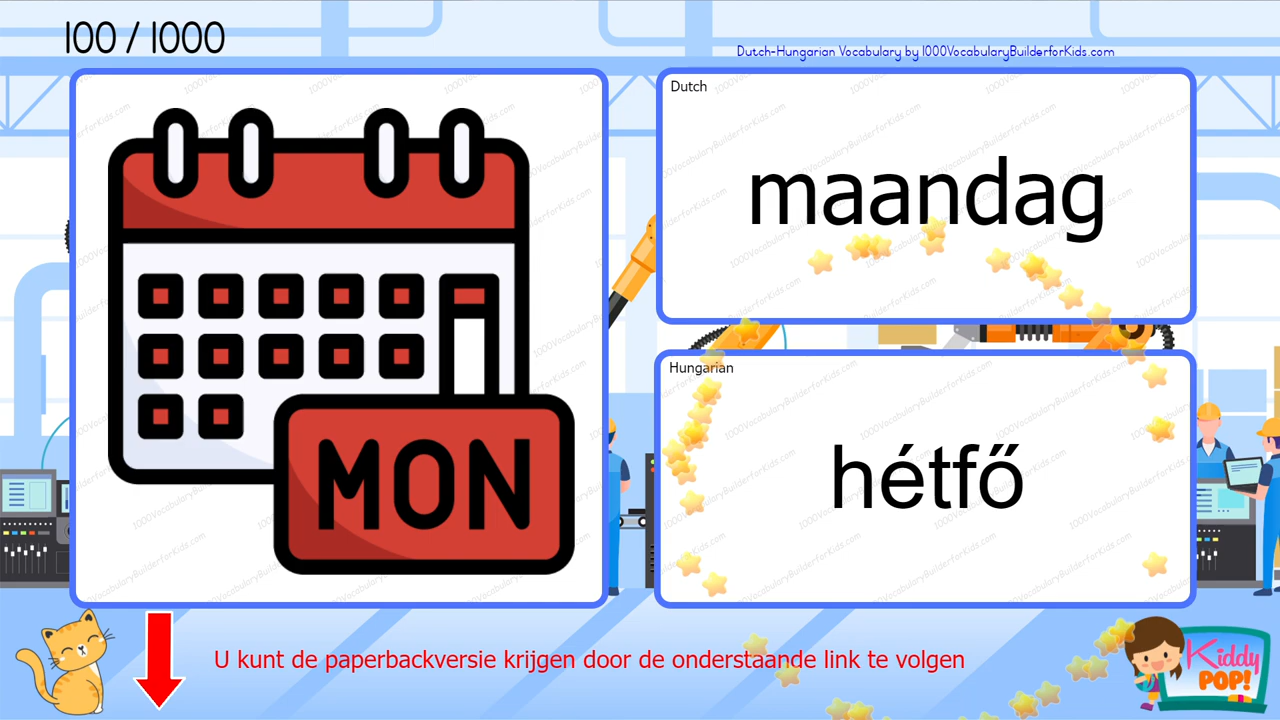 100 / 1000
Dutch-Hungarian Vocabulary by 1000VocabularyBuilderforKids.com
Dutch
maandag
MON
Hungarian
hétfő
U kunt de paperbackversie krijgen door de onderstaande link te volgen
Kiddy
POP!